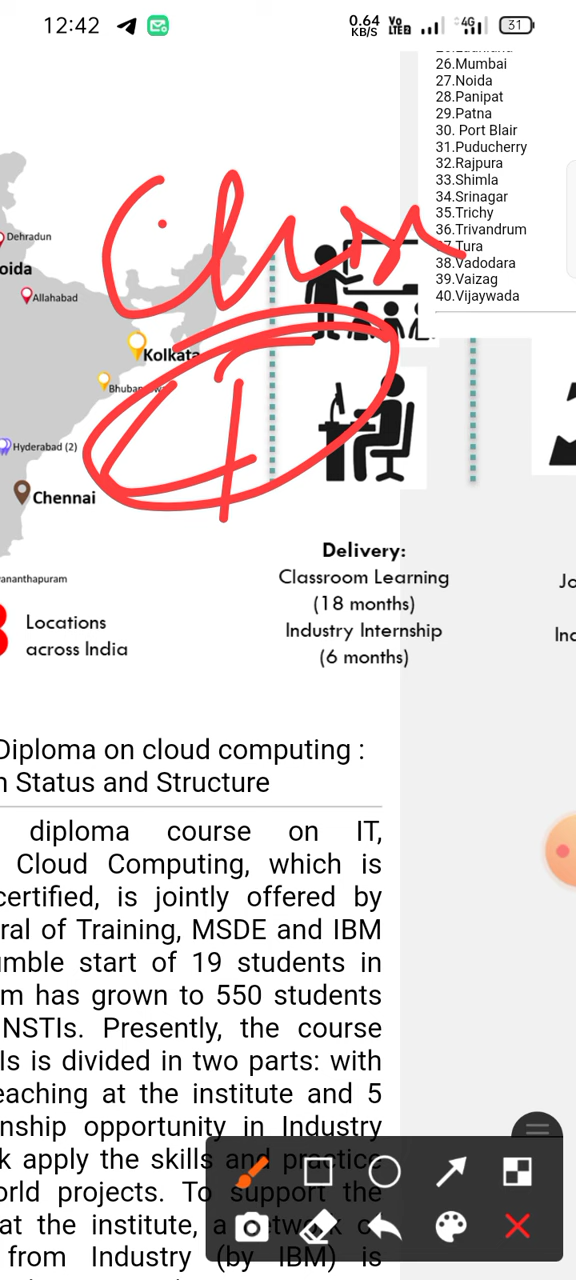 12:42
0.64 KB/S
Vo LTE2
4G
31
26.Mumbai
27.Noida
28.Panipat
29.Patna
30. Port Blair
31.Puducherry
32.Rajpura
33.Shimla
34.Srinagar
35.Trichy
36.Trivandrum
37.Tura
38.Vadodara
39.Vaizag
40.Vijaywada
Dehradun
oida
Allahabad
Kolkata
Hyderabad (2)
Chennai
ananthapuram
Locations
across India
Delivery:
Classroom Learning
(18 months)
Industry Internship
(6 months)
Jo
Inc
Diploma on cloud computing :
n Status and Structure
diploma course on IT,
Cloud Computing, which is
certified, is jointly offered by
ral of Training, MSDE and IBM
umble start of 19 students in
m has grown to 550 students
NSTIs. Presently, the course
Is is divided in two parts: with
eaching at the institute and 5
nship opportunity in Industry
k apply the skills and practice
orld projects. To support the
at the institute, a
from Industry (by IBM) is